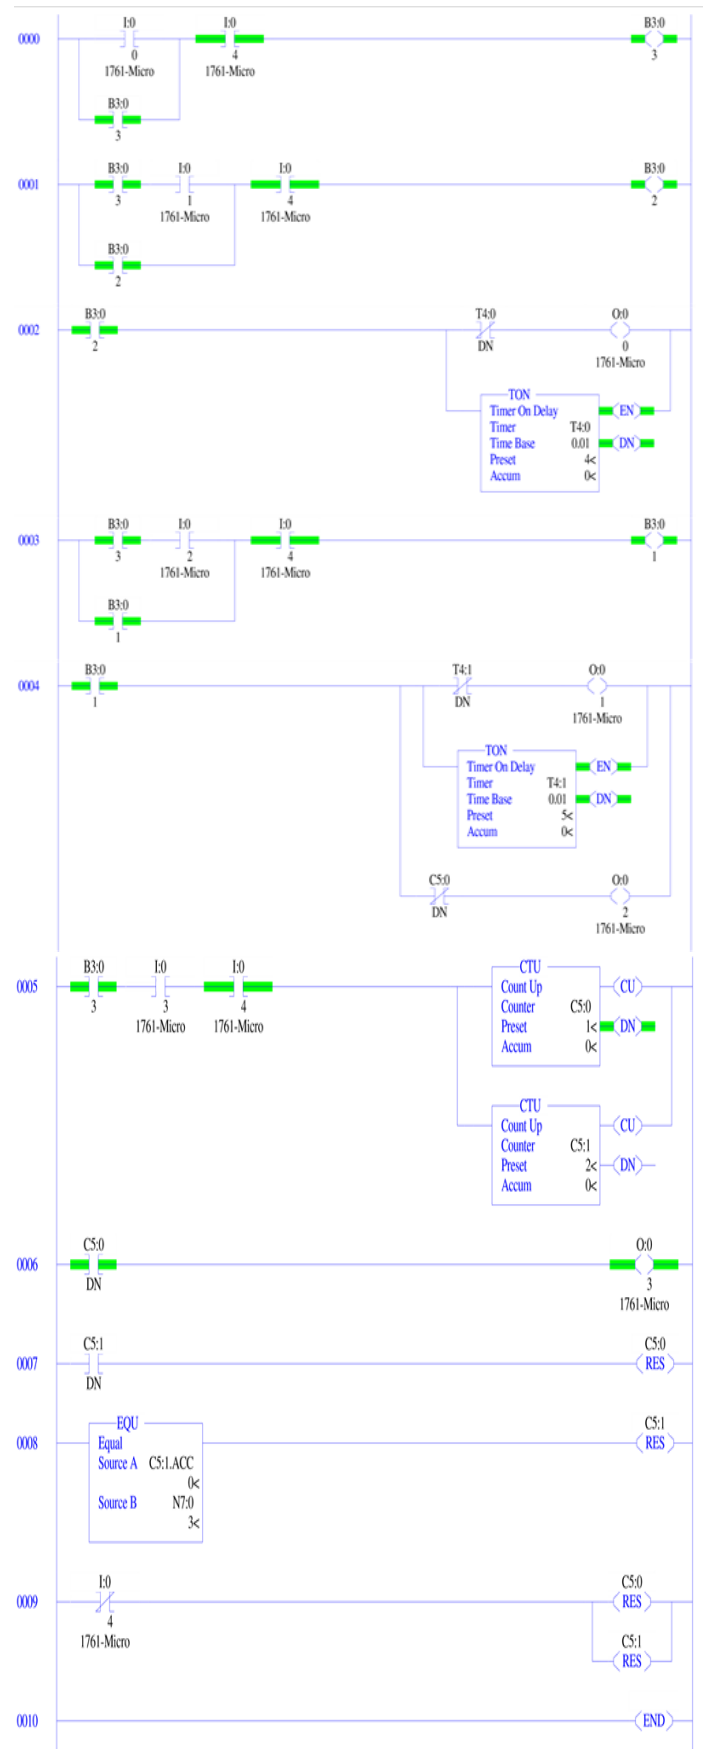 I:0 I:0 B3:0
0000
0 4 3
1761-Micro 1761-Micro
B3:0
3
B3:0 I:0 I:0 B3:0
0001
3 1 4 2
1761-Micro 1761-Micro
B3:0
2
B3:0 T4:0 O:0
0002
2 DN 0
1761-Micro
TON
Timer On Delay EN
Timer T4:0
Time Base 0.01 DN
Preset 4<
Accum 0<
B3:0 I:0 I:0 B3:0
0003
3 2 4 1
1761-Micro 1761-Micro
B3:0
1
B3:0 T4:1 O:0
0004
1 DN 1
1761-Micro
TON
Timer On Delay EN
Timer T4:1
Time Base 0.01 DN
Preset 5<
Accum 0<
C5:0 O:0
DN 2
1761-Micro
B3:0 I:0 I:0 CTU
0005 Count Up CU
3 3 4 Counter C5:0
1761-Micro 1761-Micro Preset 1< DN
Accum 0<
CTU
Count Up CU
Counter C5:1
Preset 2< DN
Accum 0<
C5:0 O:0
0006
DN 3
1761-Micro
C5:1 C5:0
0007 RES
DN
EQU C5:1
0008 Equal RES
Source A C5:1.ACC
0<
Source B N7:0
3<
I:0 C5:0
0009 RES
4
1761-Micro C5:1
RES
0010 END